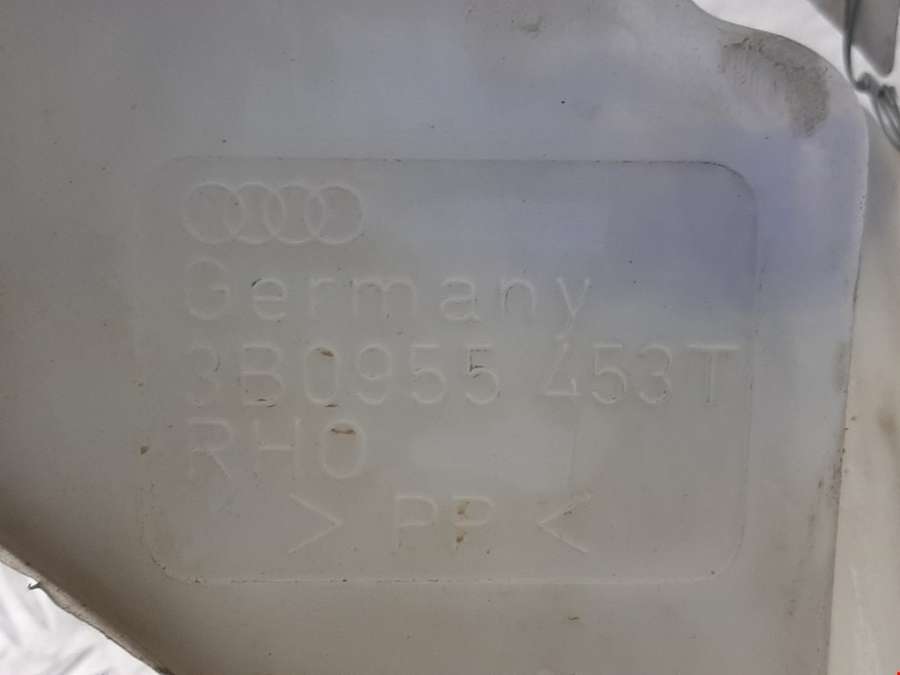 Germany
3B0955 453T
RHO
> PP <